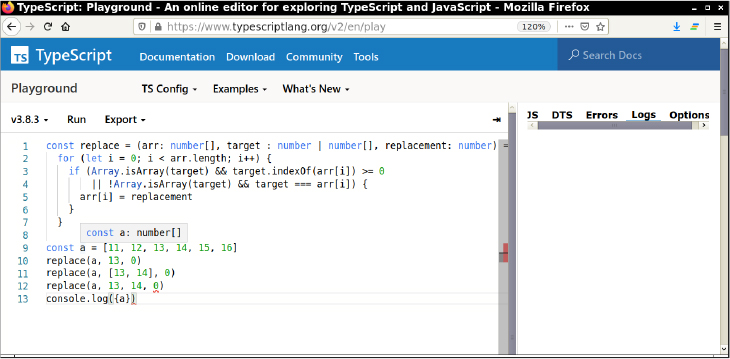 TypeScript: Playground - An online editor for exploring TypeScript and JavaScript - Mozilla Firefox
https://www.typescriptlang.org/v2/en/play 120%
TS TypeScript Documentation Download Community Tools Search Docs
Playground TS Config Examples What's New
v3.8.3 Run Export JS DTS Errors Logs Options
1 const replace = (arr: number[], target : number | number[], replacement: number) =
2 for (let i = 0; i < arr.length; i++) {
3 if (Array.isArray(target) && target.indexOf(arr[i]) >= 0
4 || !Array.isArray(target) && target === arr[i]) {
5 arr[i] = replacement
6 }
7 }
8 const a: number[]
9 const a = [11, 12, 13, 14, 15, 16]
10 replace(a, 13, 0)
11 replace(a, [13, 14], 0)
12 replace(a, 13, 14, 0)
13 console.log({a})